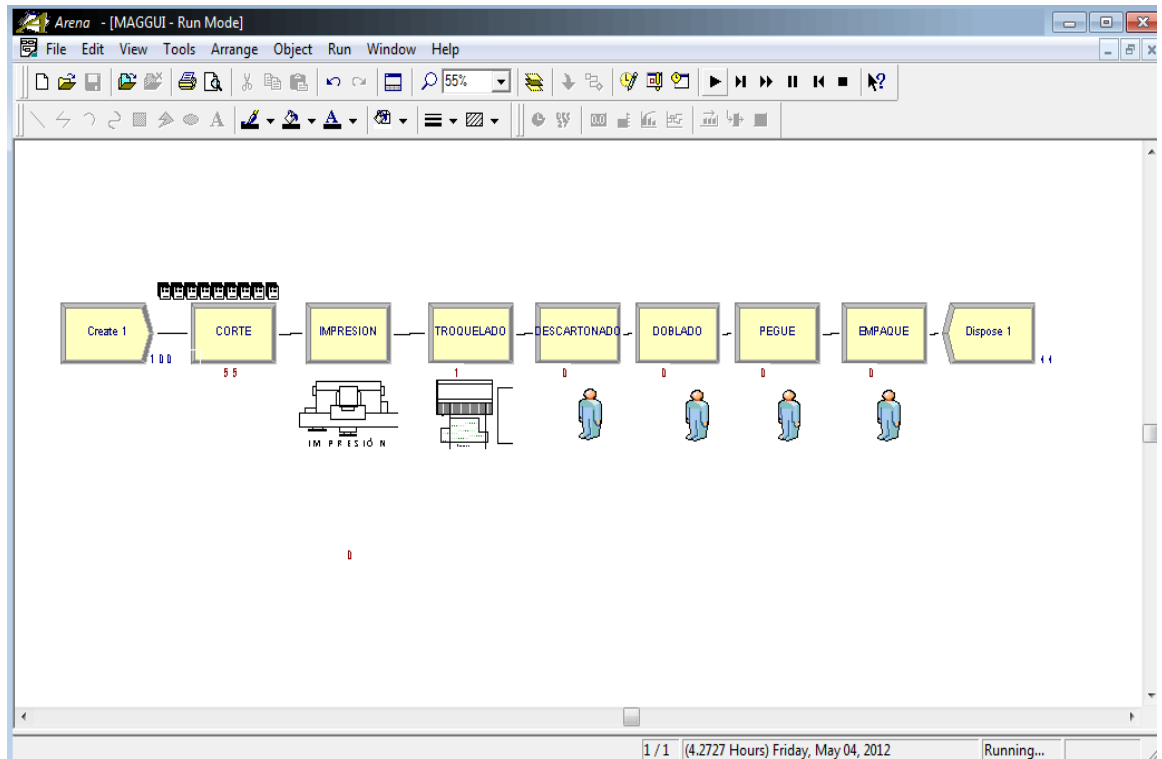 Arena - [MAGGUI - Run Mode]
File Edit View Tools Arrange Object Run Window Help
55%
Create 1 CORTE IMPRESION TROQUELADO DESCARTONADO DOBLADO PEGUE EMPAQUE Dispose 1
100 44
55 1 0 0 0 0
IMPRESIÓN
0
1 / 1 (4.2727 Hours) Friday, May 04, 2012 Running...